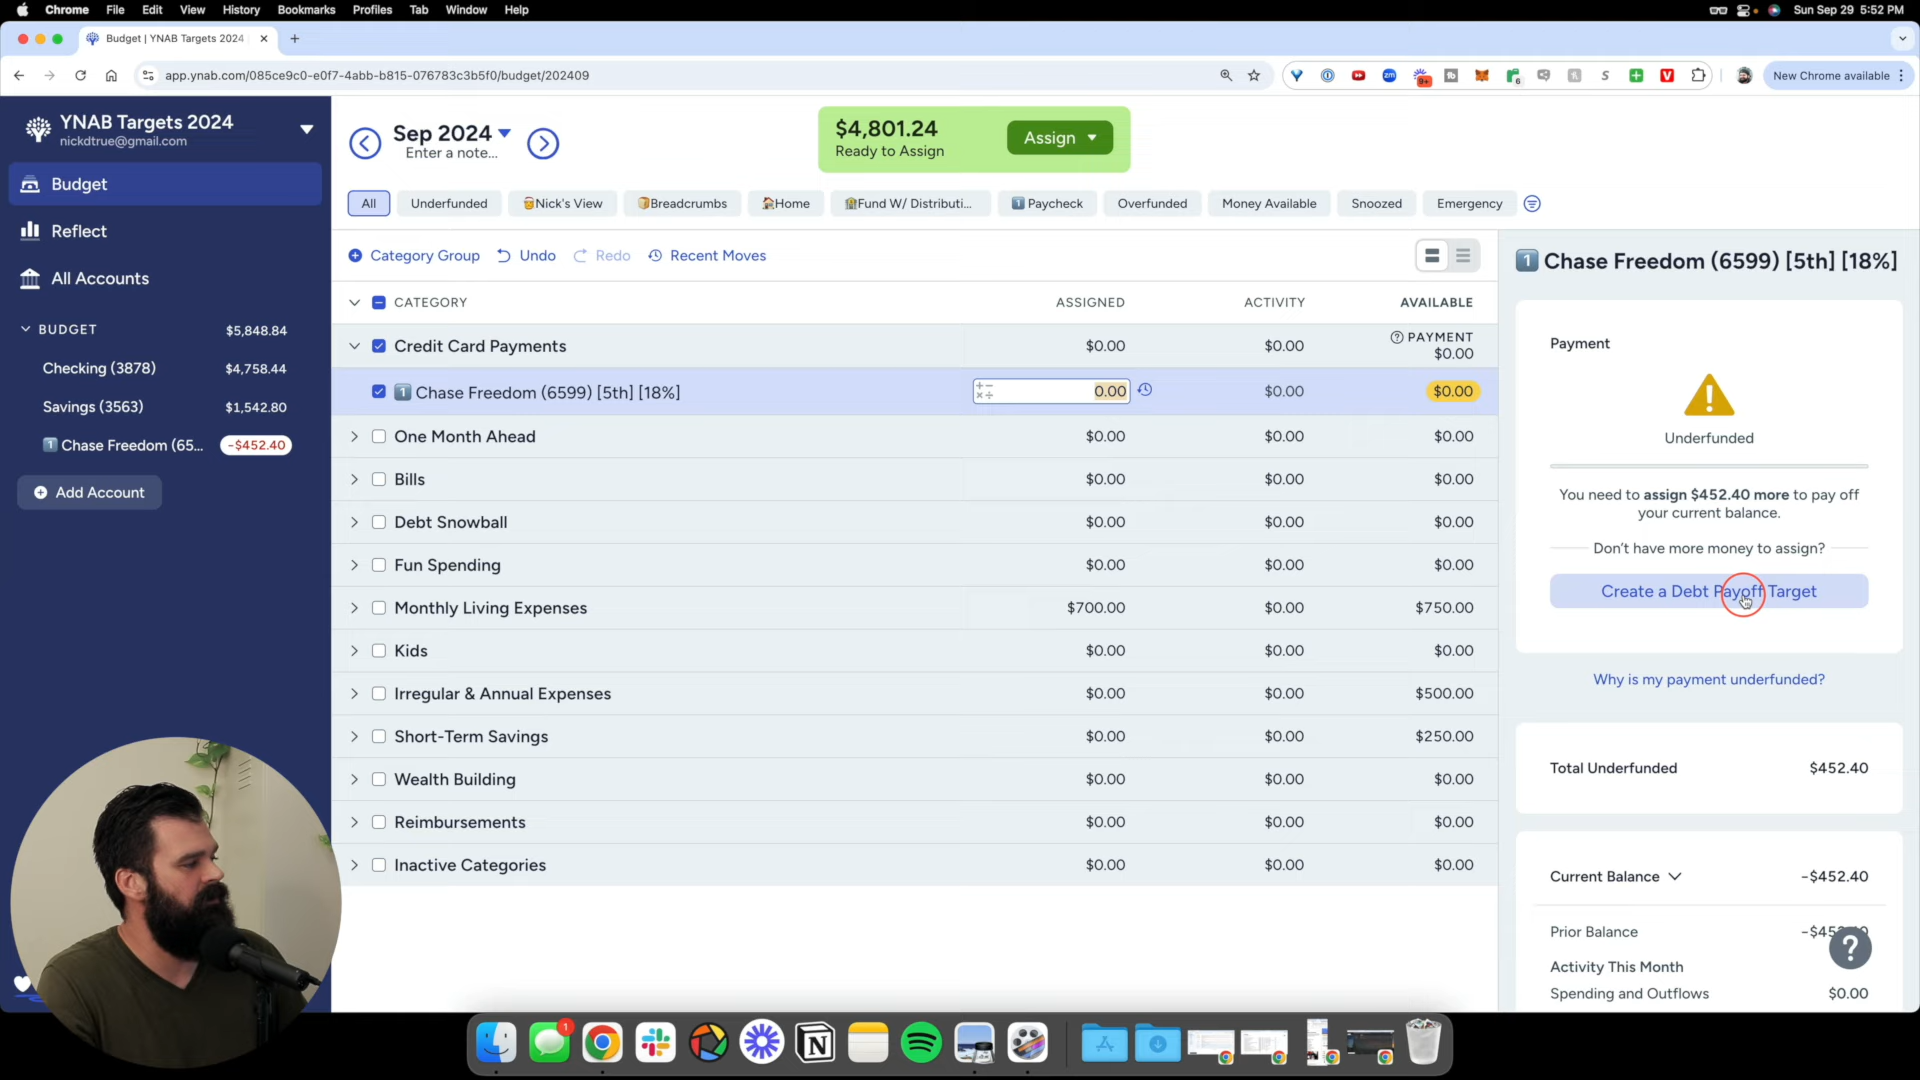 Chrome File Edit View History Bookmarks Profiles Tab Window Help Sun Sep 29 5:52 PM
Budget | YNAB Targets 2024
app.ynab.com/085ce9c0-e0f7-4abb-b815-076783c3b5f0/budget/202409
New Chrome available
YNAB Targets 2024
nickdtrue@gmail.com
Budget
Reflect
All Accounts
BUDGET $5,848.84
Checking (3878) $4,758.44
Savings (3563) $1,542.80
1 Chase Freedom (65... -$452.40
Add Account
Sep 2024
Enter a note...
$4,801.24
Ready to Assign
Assign
All Underfunded Nick's View Breadcrumbs Home Fund W/ Distributi... 1 Paycheck Overfunded Money Available Snoozed Emergency
Category Group Undo Redo Recent Moves
CATEGORY ASSIGNED ACTIVITY AVAILABLE
Credit Card Payments $0.00 $0.00 PAYMENT
$0.00
1 Chase Freedom (6599) [5th] [18%] 0.00 $0.00 $0.00
One Month Ahead $0.00 $0.00 $0.00
Bills $0.00 $0.00 $0.00
Debt Snowball $0.00 $0.00 $0.00
Fun Spending $0.00 $0.00 $0.00
Monthly Living Expenses $700.00 $0.00 $750.00
Kids $0.00 $0.00 $0.00
Irregular & Annual Expenses $0.00 $0.00 $500.00
Short-Term Savings $0.00 $0.00 $250.00
Wealth Building $0.00 $0.00 $0.00
Reimbursements $0.00 $0.00 $0.00
Inactive Categories $0.00 $0.00 $0.00
1 Chase Freedom (6599) [5th] [18%]
Payment
Underfunded
You need to assign $452.40 more to pay off
your current balance.
Don't have more money to assign?
Create a Debt Payoff Target
Why is my payment underfunded?
Total Underfunded $452.40
Current Balance -$452.40
Prior Balance
Activity This Month
Spending and Outflows $0.00